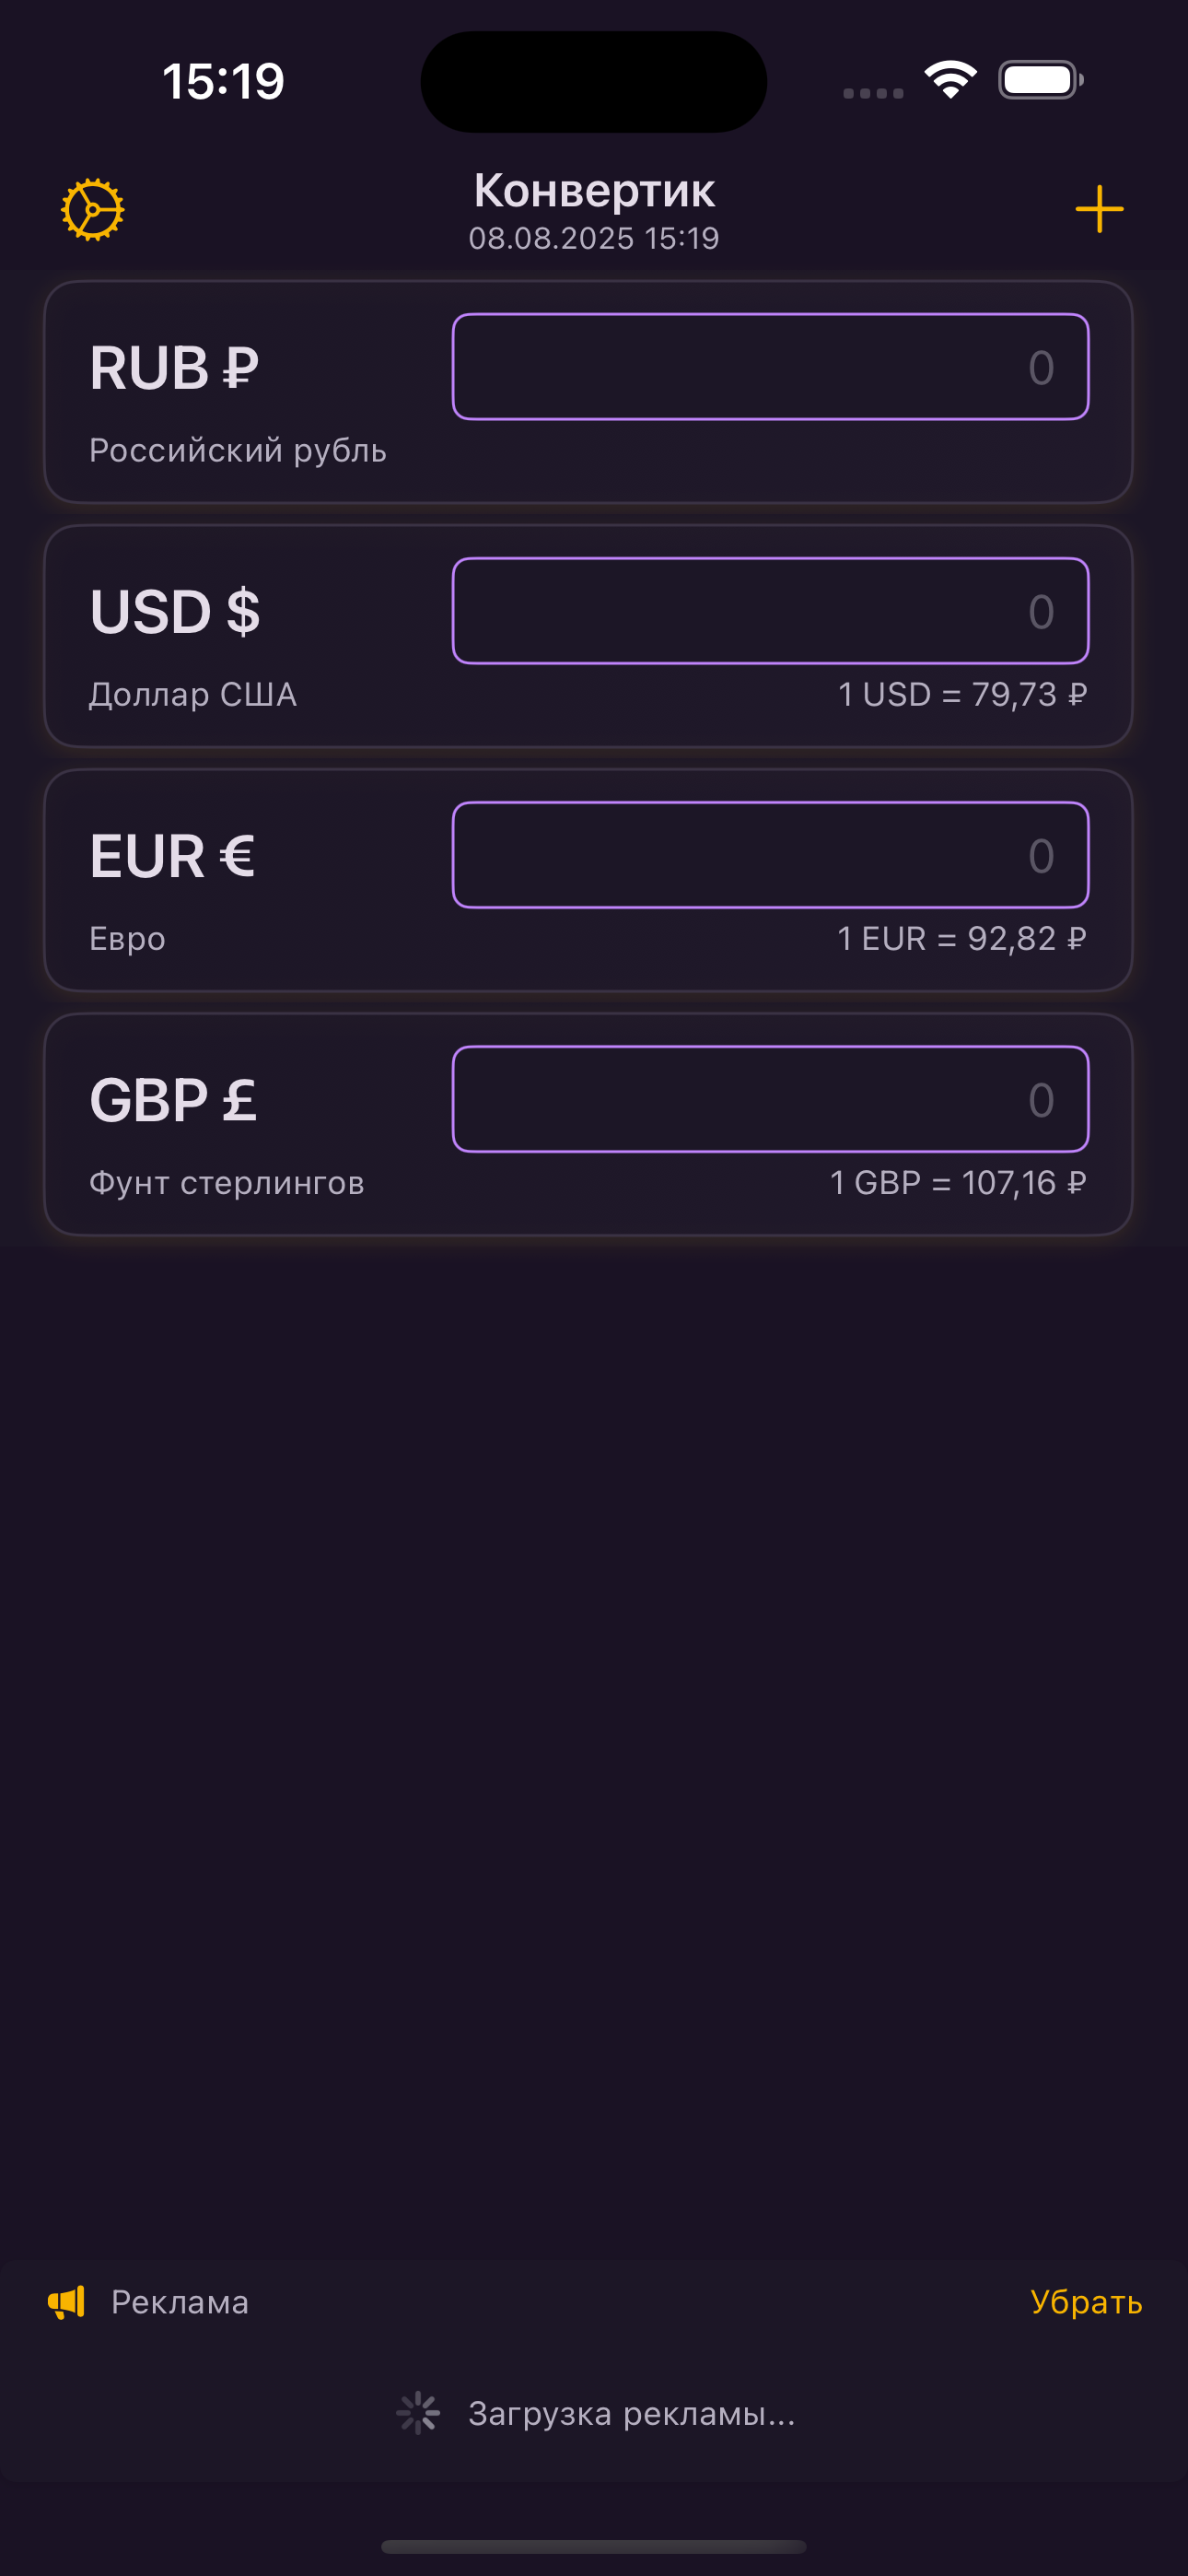 15:19
Конвертик
08.08.2025 15:19
RUB ₽
0
Российский рубль
USD $
0
Доллар США
1 USD = 79,73 ₽
EUR €
0
Евро
1 EUR = 92,82 ₽
GBP £
0
Фунт стерлингов
1 GBP = 107,16 ₽
Реклама
Убрать
Загрузка рекламы...